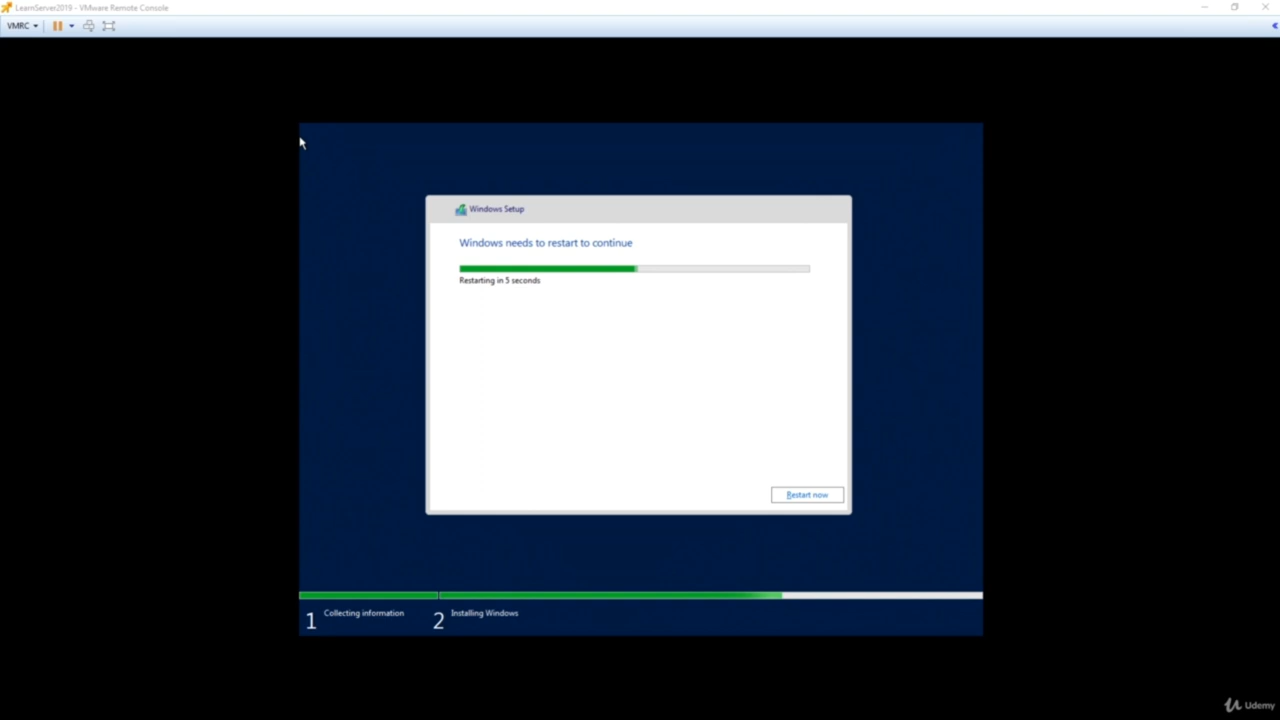 LearnServer2019 - VMware Remote Console
VMRC
Windows Setup
Windows needs to restart to continue
Restarting in 5 seconds
Restart now
1 Collecting information 2 Installing Windows
Udemy